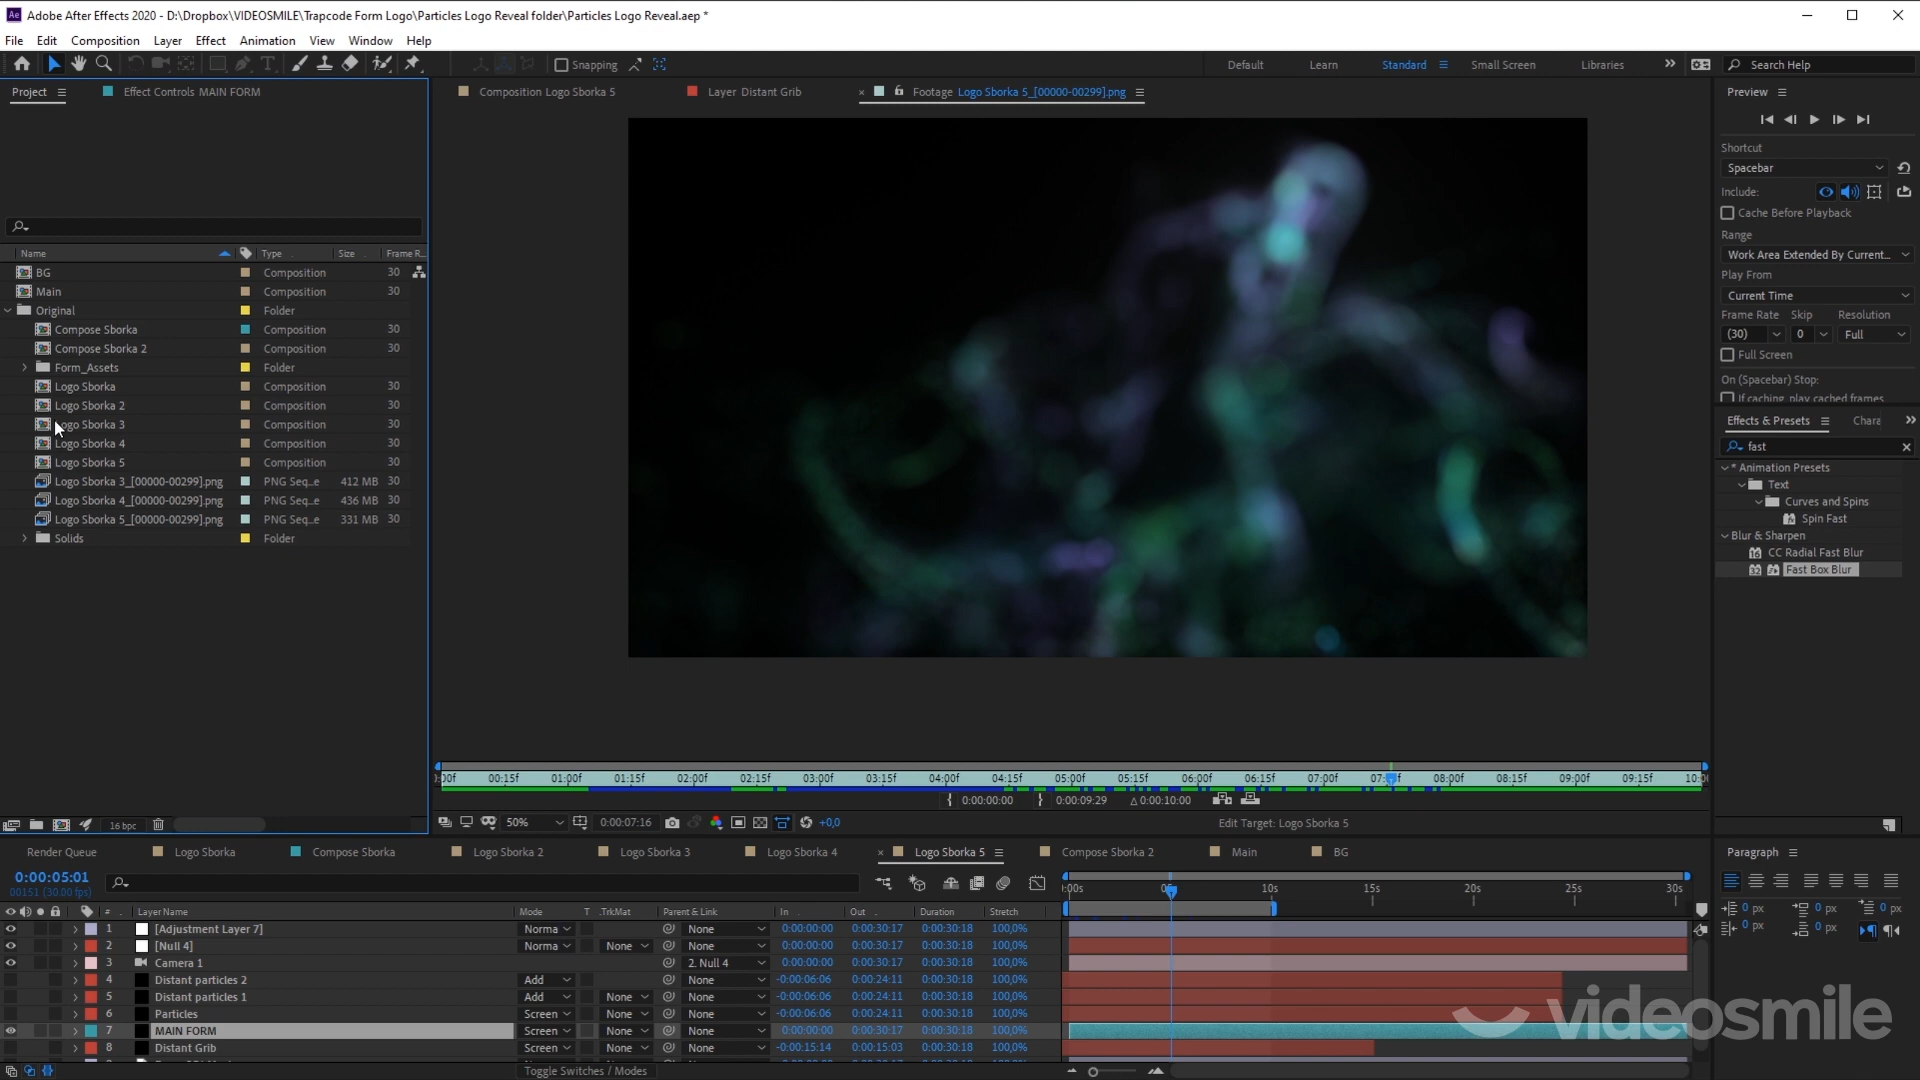 Adobe After Effects 2020 - D:\Dropbox\VIDEOSMILE\Trapcode Form Logo\Particles Logo Reveal folder\Particles Logo Reveal.aep *
File Edit Composition Layer Effect Animation View Window Help
Snapping Default Learn Standard Small Screen Libraries Search Help
Project Effect Controls MAIN FORM
Composition Logo Sborka 5 Layer Distant Grib Footage Logo Sborka 5_[00000-00299].png
Name Type Size Frame R...
BG Composition 30
Main Composition 30
Original Folder
Compose Sborka Composition 30
Compose Sborka 2 Composition 30
Form_Assets Folder
Logo Sborka Composition 30
Logo Sborka 2 Composition 30
Logo Sborka 3 Composition 30
Logo Sborka 4 Composition 30
Logo Sborka 5 Composition 30
Logo Sborka 3_[00000-00299].png PNG Seq...e 412 MB 30
Logo Sborka 4_[00000-00299].png PNG Seq...e 436 MB 30
Logo Sborka 5_[00000-00299].png PNG Seq...e 331 MB 30
Solids Folder
16 bpc
Preview
Shortcut
Spacebar
Include:
Cache Before Playback
Range
Work Area Extended By Current...
Play From
Current Time
Frame Rate Skip Resolution
(30) 0 Full
Full Screen
On (Spacebar) Stop:
If caching, play cached frames
Effects & Presets Chara
fast
* Animation Presets
Text
Curves and Spins
Spin Fast
Blur & Sharpen
CC Radial Fast Blur
Fast Box Blur
00f 00:15f 01:00f 01:15f 02:00f 02:15f 03:00f 03:15f 04:00f 04:15f 05:00f 05:15f 06:00f 06:15f 07:00f 08:00f 08:15f 09:00f 09:15f 10:0
0:00:00:00 0:00:09:29 Δ 0:00:10:00
50% 0:00:07:16 +0,0 Edit Target: Logo Sborka 5
Render Queue Logo Sborka Compose Sborka Logo Sborka 2 Logo Sborka 3 Logo Sborka 4 Logo Sborka 5 Compose Sborka 2 Main BG
0:00:05:01
00151 (30.00 fps)
:00s 10s 15s 20s 25s 30s
# Layer Name Mode T .TrkMat Parent & Link In Out Duration Stretch
1 [Adjustment Layer 7] Norma None 0:00:00:00 0:00:30:17 0:00:30:18 100,0%
2 [Null 4] Norma None None 0:00:00:00 0:00:30:17 0:00:30:18 100,0%
3 Camera 1 2. Null 4 0:00:00:00 0:00:30:17 0:00:30:18 100,0%
4 Distant particles 2 Add None -0:00:06:06 0:00:24:11 0:00:30:18 100,0%
5 Distant particles 1 Add None None -0:00:06:06 0:00:24:11 0:00:30:18 100,0%
6 Particles Screen None None -0:00:06:06 0:00:24:11 0:00:30:18 100,0%
7 MAIN FORM Screen None None 0:00:00:00 0:00:30:17 0:00:30:18 100,0%
8 Distant Grib Screen None None -0:00:15:14 0:00:15:03 0:00:30:18 100,0%
Toggle Switches / Modes
Paragraph
0 px 0 px 0 px
0 px 0 px
videosmile